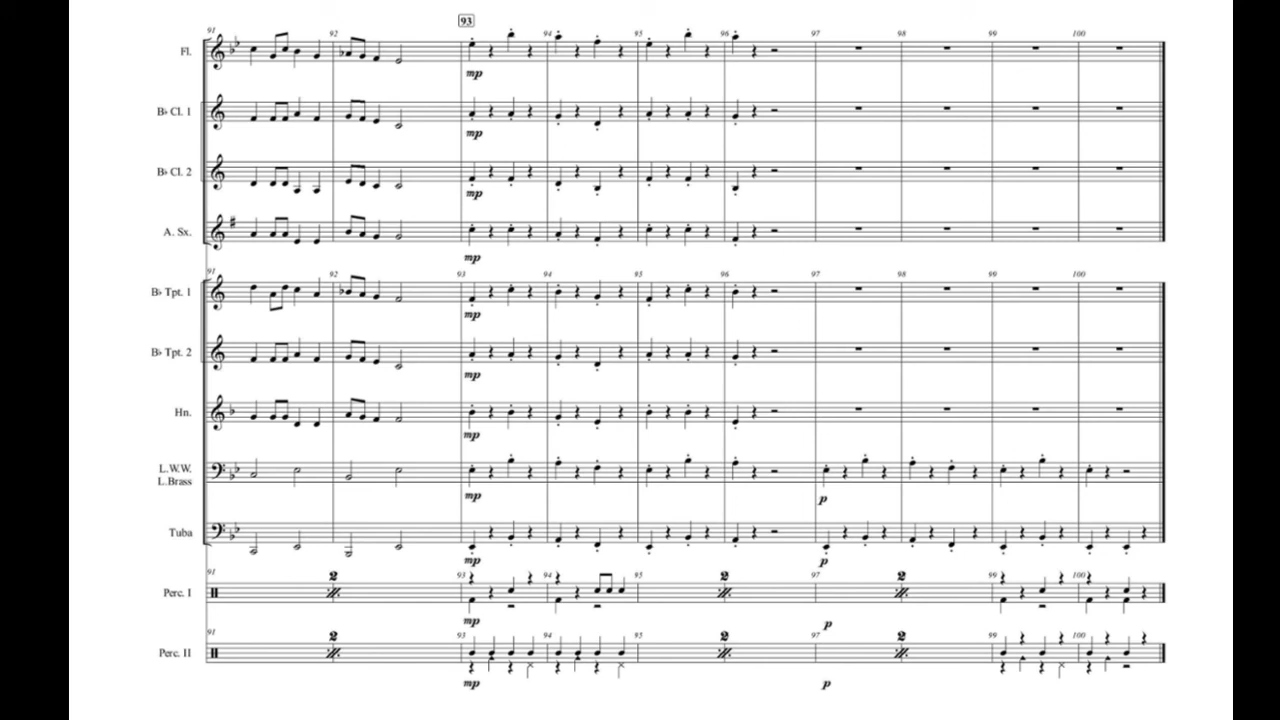 93
91 92 94 95 96 97 98 99 100
Fl.
mp
B♭ Cl. 1
mp
B♭ Cl. 2
mp
A. Sx.
mp
91 92 93 94 95 96 97 98 99 100
B♭ Tpt. 1
mp
B♭ Tpt. 2
mp
Hn.
mp
L.W.W.
L.Brass
mp p
Tuba
mp p
91 2 93 94 95 2 97 2 99 100
Perc. I
mp p
91 2 93 94 95 2 97 2 99 100
Perc. II
mp p